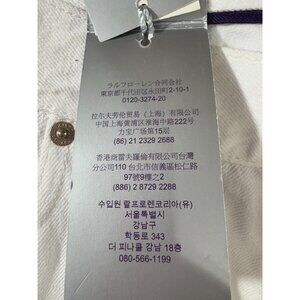 ラルフローレン合同会社
東京都千代田区永田町2-10-1
0120-3274-20
拉尔夫劳伦贸易（上海）有限公司
中国上海黄浦区淮海中路222号
力宝广场第15层
(86) 21 2329 2688
香港商雷夫羅倫有限公司台灣
分公司110 台北市信義區松仁路
97號9樓之2
(886) 2 8729 2288
수입원 랄프로렌코리아(유)
서울특별시
강남구
학동로 343
더 피나클 강남 18층
080-566-1199